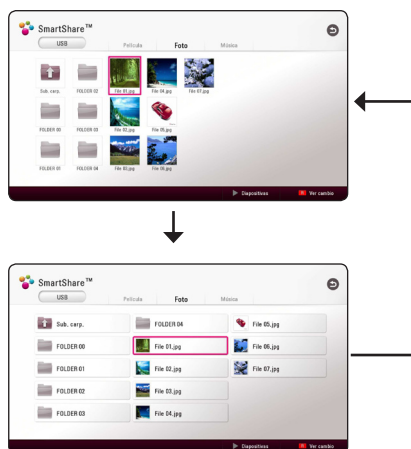 SmartShare™
USB Película Foto Música
Sub. carp. FOLDER 02 File 01.jpg File 04.jpg File 07.jpg
FOLDER 00 FOLDER 03 File 02.jpg File 05.jpg
FOLDER 01 FOLDER 04 File 03.jpg File 06.jpg
Dispositivos Ver cambio
SmartShare™
USB Película Foto Música
Sub. carp. FOLDER 04 File 05.jpg
FOLDER 00 File 01.jpg File 06.jpg
FOLDER 01 File 02.jpg File 07.jpg
FOLDER 02 File 03.jpg
FOLDER 03 File 04.jpg
Dispositivos Ver cambio